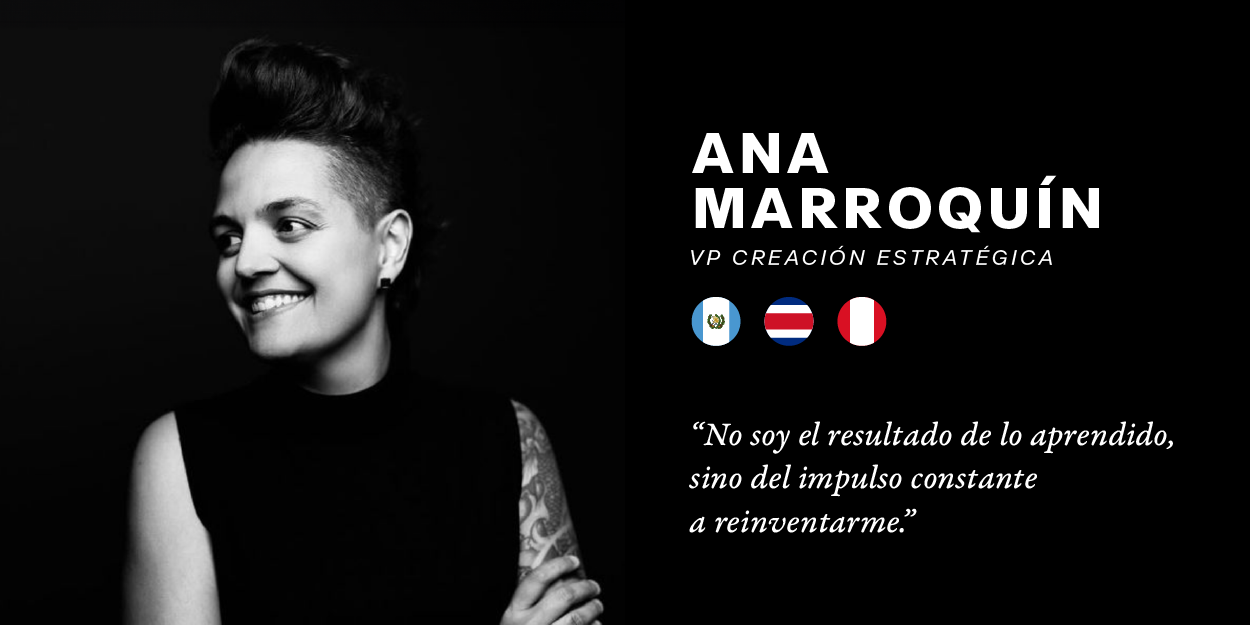 ANA
MARROQUÍN
VP CREACIÓN ESTRATÉGICA
“No soy el resultado de lo aprendido,
sino del impulso constante
a reinventarme.”